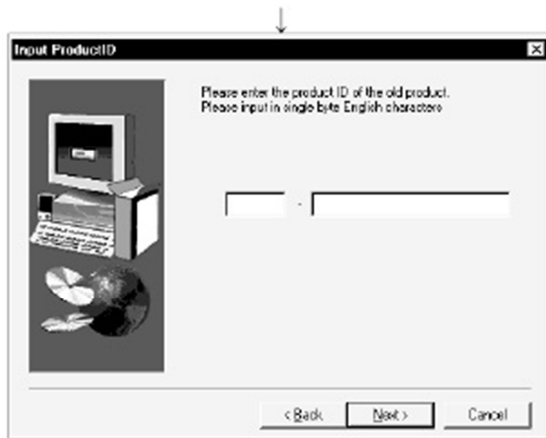 Input ProductID
Please enter the product ID of the old product.
Please input in single byte English characters
-
< Back
Next >
Cancel